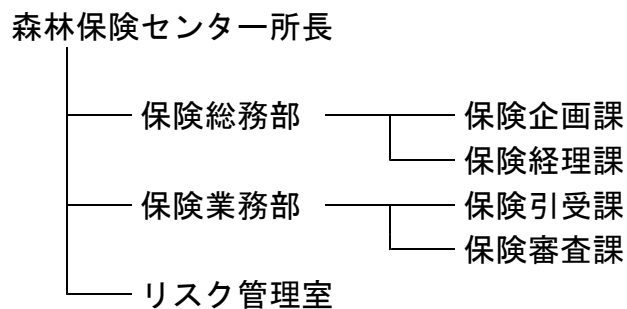 森林保険センター所長
保険総務部 保険企画課
保険経理課
保険業務部 保険引受課
保険審査課
リスク管理室